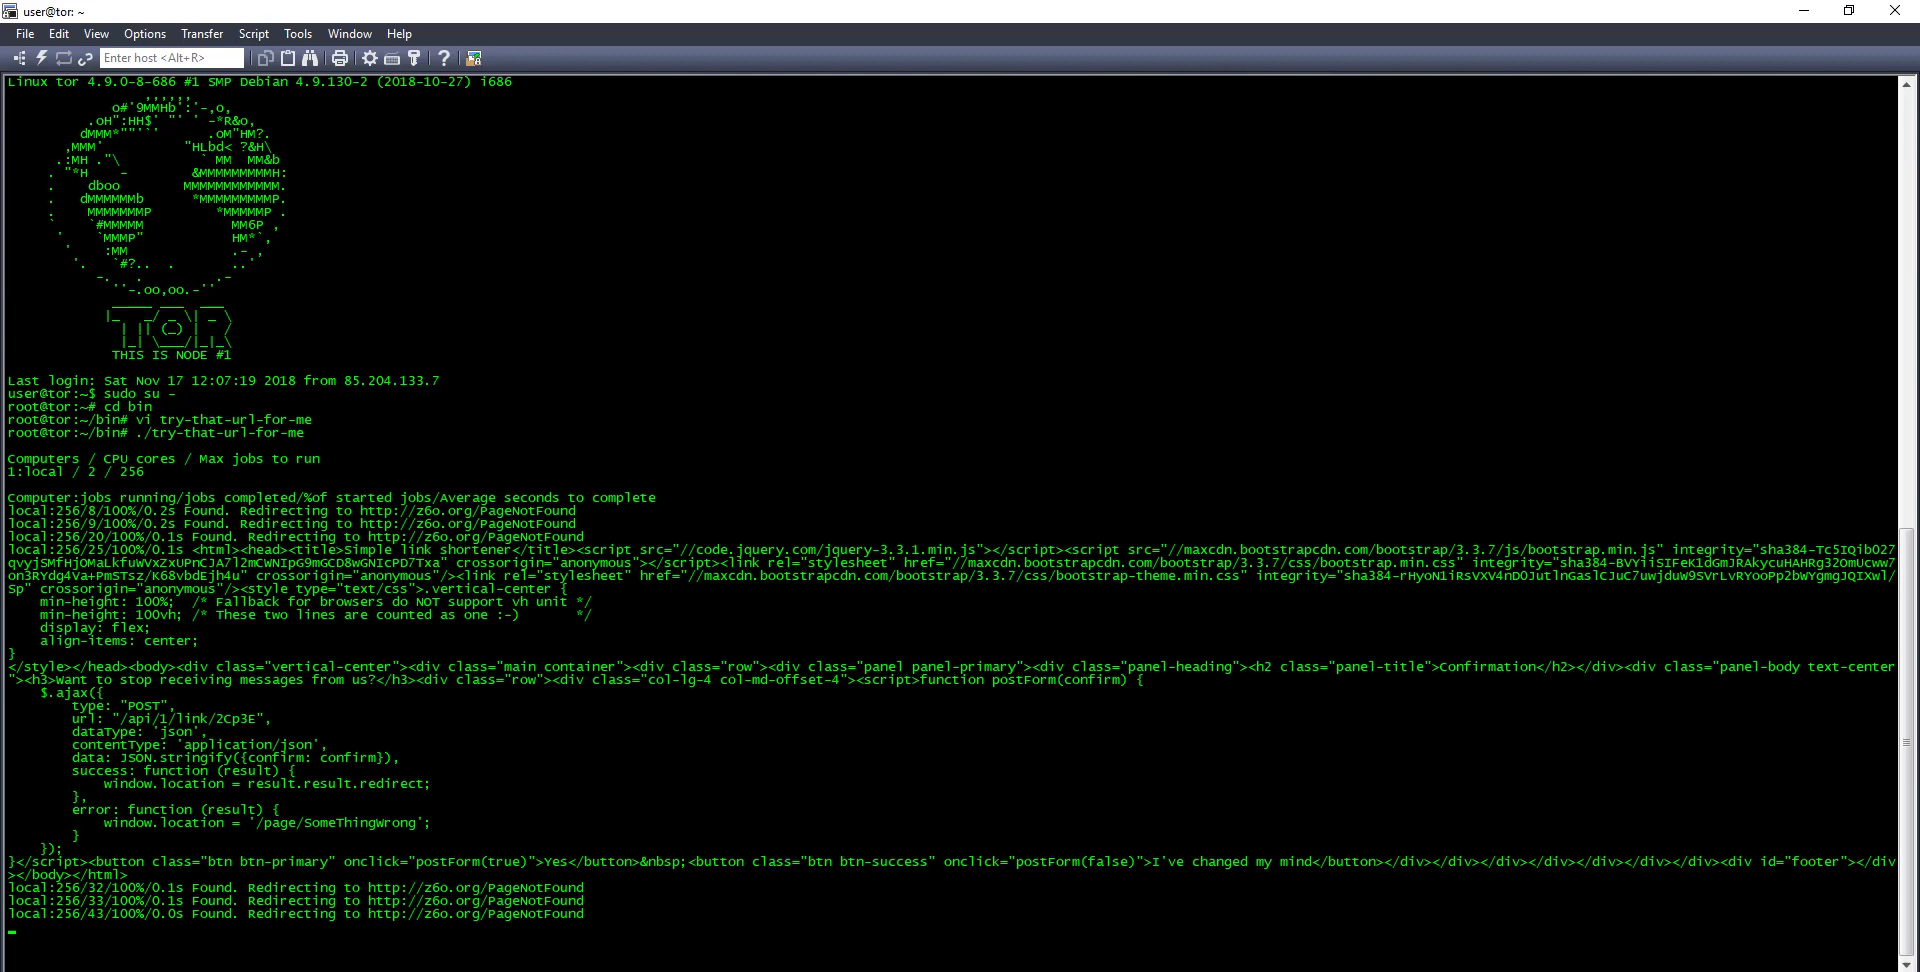 user@tor: ~
File Edit View Options Transfer Script Tools Window Help
Enter host <Alt+R>
Linux tor 4.9.0-8-686 #1 SMP Debian 4.9.130-2 (2018-10-27) i686
TOR
THIS IS NODE #1
Last login: Sat Nov 17 12:07:19 2018 from 85.204.133.7
user@tor:~$ sudo su -
root@tor:~# cd bin
root@tor:~/bin# vi try-that-url-for-me
root@tor:~/bin# ./try-that-url-for-me
Computers / CPU cores / Max jobs to run
1:local / 2 / 256
Computer:jobs running/jobs completed/%of started jobs/Average seconds to complete
local:256/8/100%/0.2s Found. Redirecting to http://z6o.org/PageNotFound
local:256/9/100%/0.2s Found. Redirecting to http://z6o.org/PageNotFound
local:256/20/100%/0.1s Found. Redirecting to http://z6o.org/PageNotFound
local:256/25/100%/0.1s <html><head><title>Simple link shortener</title><script src="//code.jquery.com/jquery-3.3.1.min.js"></script><script src="//maxcdn.bootstrapcdn.com/bootstrap/3.3.7/js/bootstrap.min.js" integrity="sha384-Tc5IQib027
qvyjSMfHjOMaLkfuWVxZxUPnCJA7l2mCWNIpG9mGCD8wGNIcPD7Txa" crossorigin="anonymous"></script><link rel="stylesheet" href="//maxcdn.bootstrapcdn.com/bootstrap/3.3.7/css/bootstrap.min.css" integrity="sha384-BVYiiSIFeK1dGmJRAkycuHAHRg32OmUcww7
on3RYdg4Va+PmSTsz/K68vbdEjh4u" crossorigin="anonymous"/><link rel="stylesheet" href="//maxcdn.bootstrapcdn.com/bootstrap/3.3.7/css/bootstrap-theme.min.css" integrity="sha384-rHyoN1iRsVXV4nD0JutlnGaslCJuC7uwjduW9SVrLvRYooPp2bWYgmgJQIXwl/
Sp" crossorigin="anonymous"/><style type="text/css">.vertical-center {
min-height: 100%; /* Fallback for browsers do NOT support vh unit */
min-height: 100vh; /* These two lines are counted as one :-) */
display: flex;
align-items: center;
}
</style></head><body><div class="vertical-center"><div class="main container"><div class="row"><div class="panel panel-primary"><div class="panel-heading"><h2 class="panel-title">Confirmation</h2></div><div class="panel-body text-center
"><h3>Want to stop receiving messages from us?</h3><div class="row"><div class="col-lg-4 col-md-offset-4"><script>function postForm(confirm) {
$.ajax({
type: "POST",
url: "/api/1/link/2Cp3E",
dataType: 'json',
contentType: 'application/json',
data: JSON.stringify({confirm: confirm}),
success: function (result) {
window.location = result.result.redirect;
},
error: function (result) {
window.location = '/page/SomeThingWrong';
}
});
}</script><button class="btn btn-primary" onclick="postForm(true)">Yes</button>&nbsp;<button class="btn btn-success" onclick="postForm(false)">I've changed my mind</button></div></div></div></div></div></div></div><div id="footer"></div
></body></html>
local:256/32/100%/0.1s Found. Redirecting to http://z6o.org/PageNotFound
local:256/33/100%/0.1s Found. Redirecting to http://z6o.org/PageNotFound
local:256/43/100%/0.0s Found. Redirecting to http://z6o.org/PageNotFound